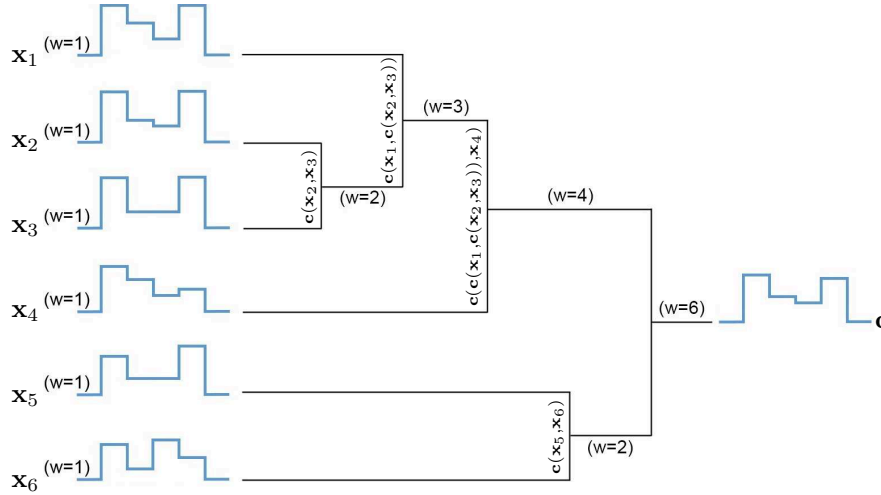 x1 (w=1)
x2 (w=1)
x3 (w=1)
x4 (w=1)
x5 (w=1)
x6 (w=1)
c(x2,x3)
(w=2)
c(x1,c(x2,x3))
(w=3)
c(c(x1,c(x2,x3)),x4)
(w=4)
c(x5,x6)
(w=2)
(w=6)
c